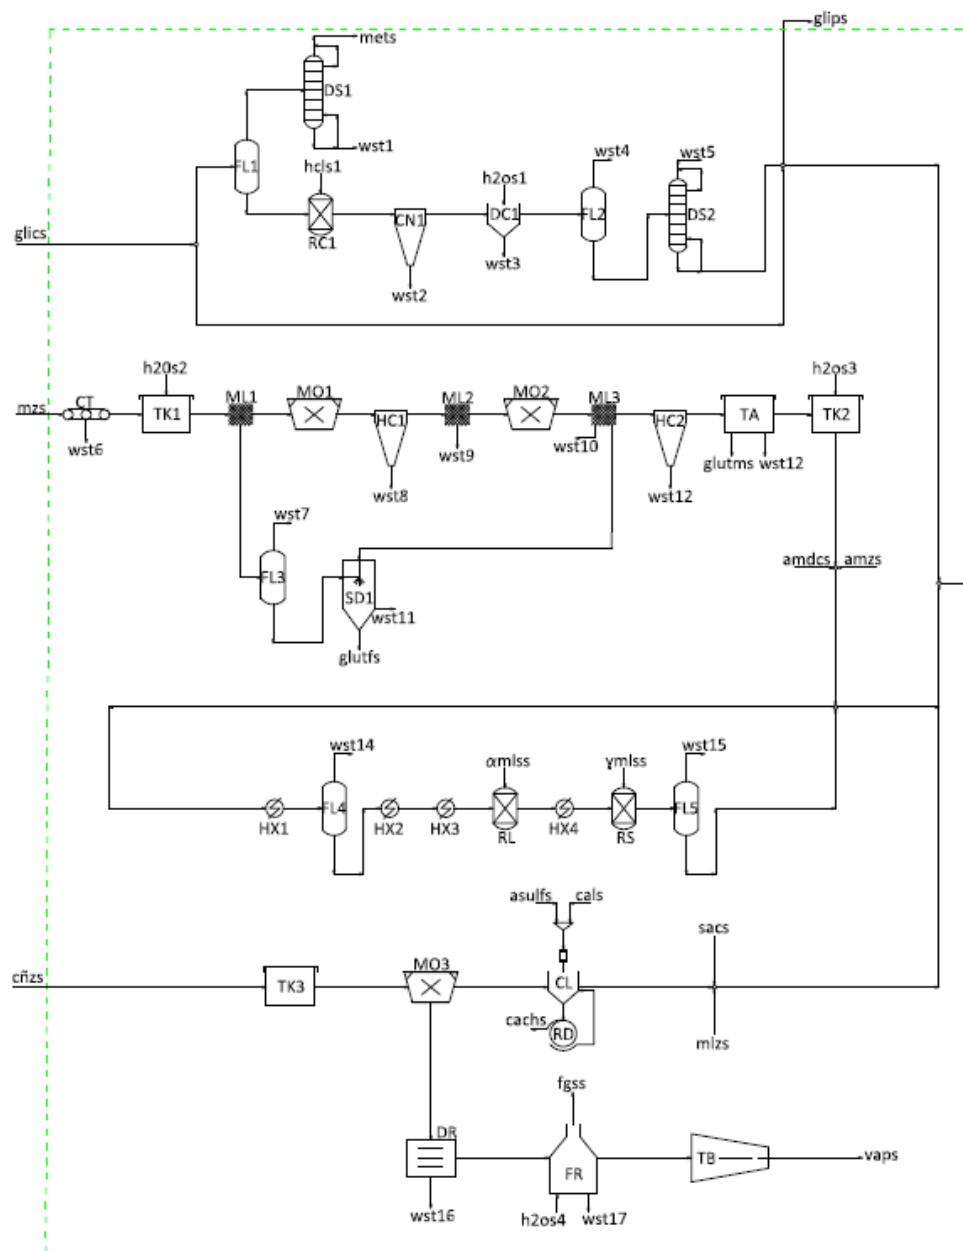 glips
mets
DS1
wst1
FL1
hcls1
RC1
CN1
wst2
h2os1
DC1
wst3
wst4
FL2
wst5
DS2
glics
mzs
CT
wst6
h20s2
TK1
ML1
MO1
HC1
wst8
ML2
wst9
MO2
ML3
wst10
HC2
wst12
TA
glutms
wst12
h2os3
TK2
wst7
FL3
SD1
wst11
glutfs
amdcs
amzs
HX1
wst14
FL4
HX2
HX3
αmlss
RL
HX4
ɣmlss
RS
wst15
FL5
cñzs
TK3
MO3
asulfs
cals
CL
cachs
RD
sacs
mlzs
DR
wst16
fgss
FR
h2os4
wst17
TB
vaps